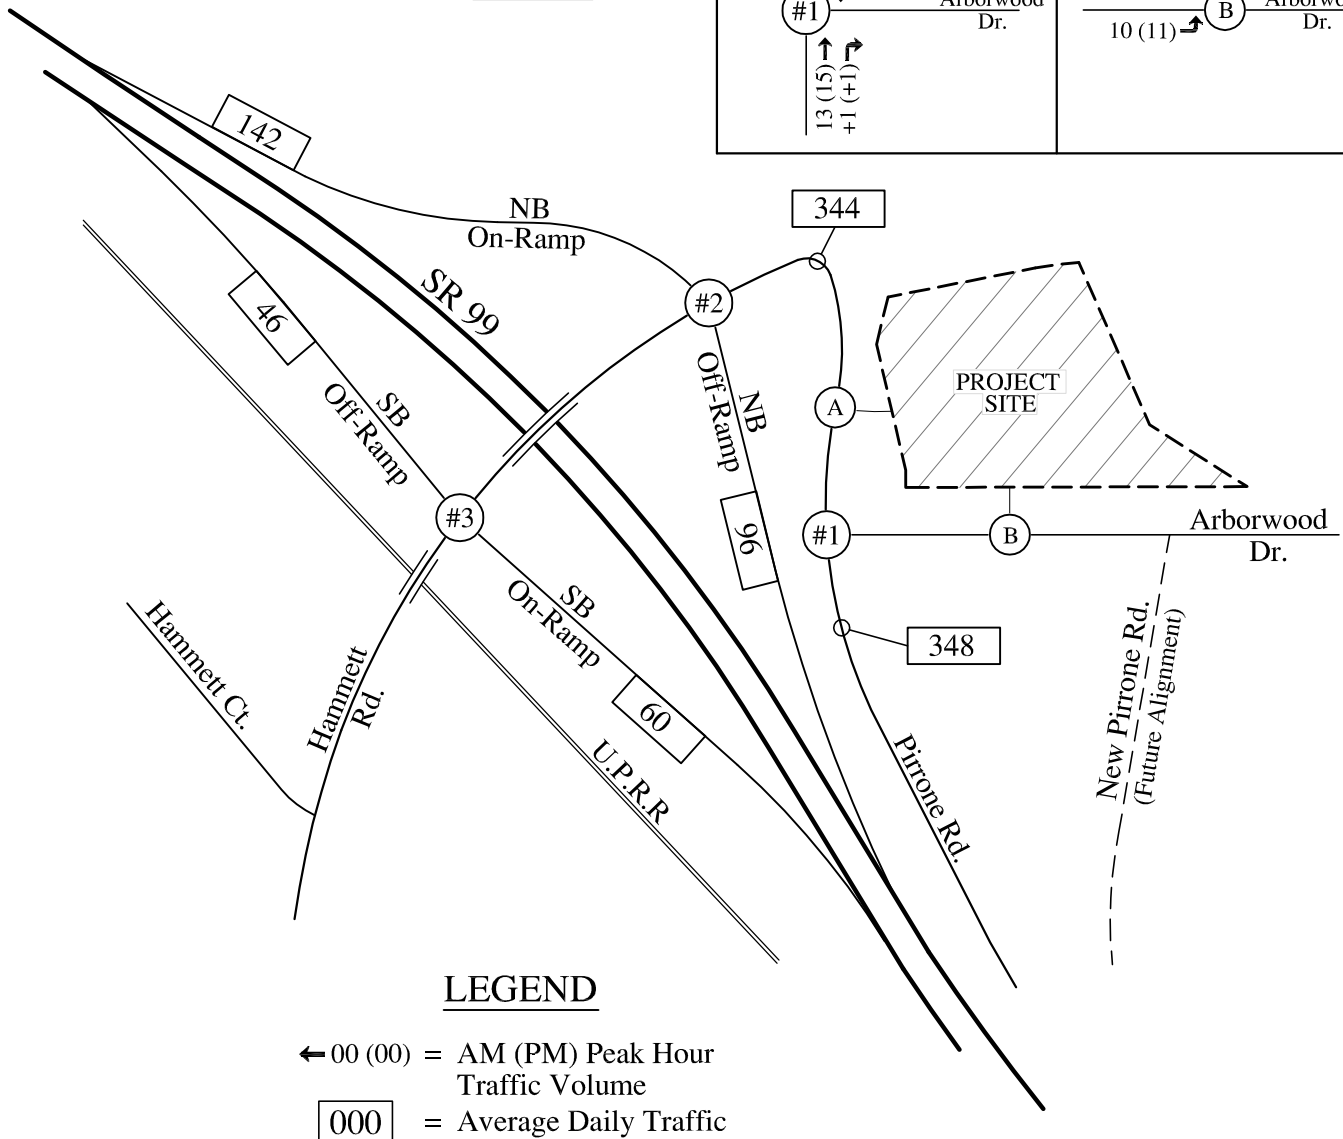 #1
Arborwood
Dr.
13 (15)
+1 (+1)
10 (11)
B
Arborwo
Dr.
142
NB
On-Ramp
344
SR 99
#2
46
SB
Off-Ramp
NB
Off-Ramp
A
PROJECT
SITE
#3
96
#1
B
Arborwood
Dr.
SB
On-Ramp
60
348
Hammett Ct.
Hammett
Rd.
U.P.R.R
Pirrone Rd.
New Pirrone Rd.
(Future Alignment)
LEGEND
00 (00) = AM (PM) Peak Hour
Traffic Volume
000 = Average Daily Traffic